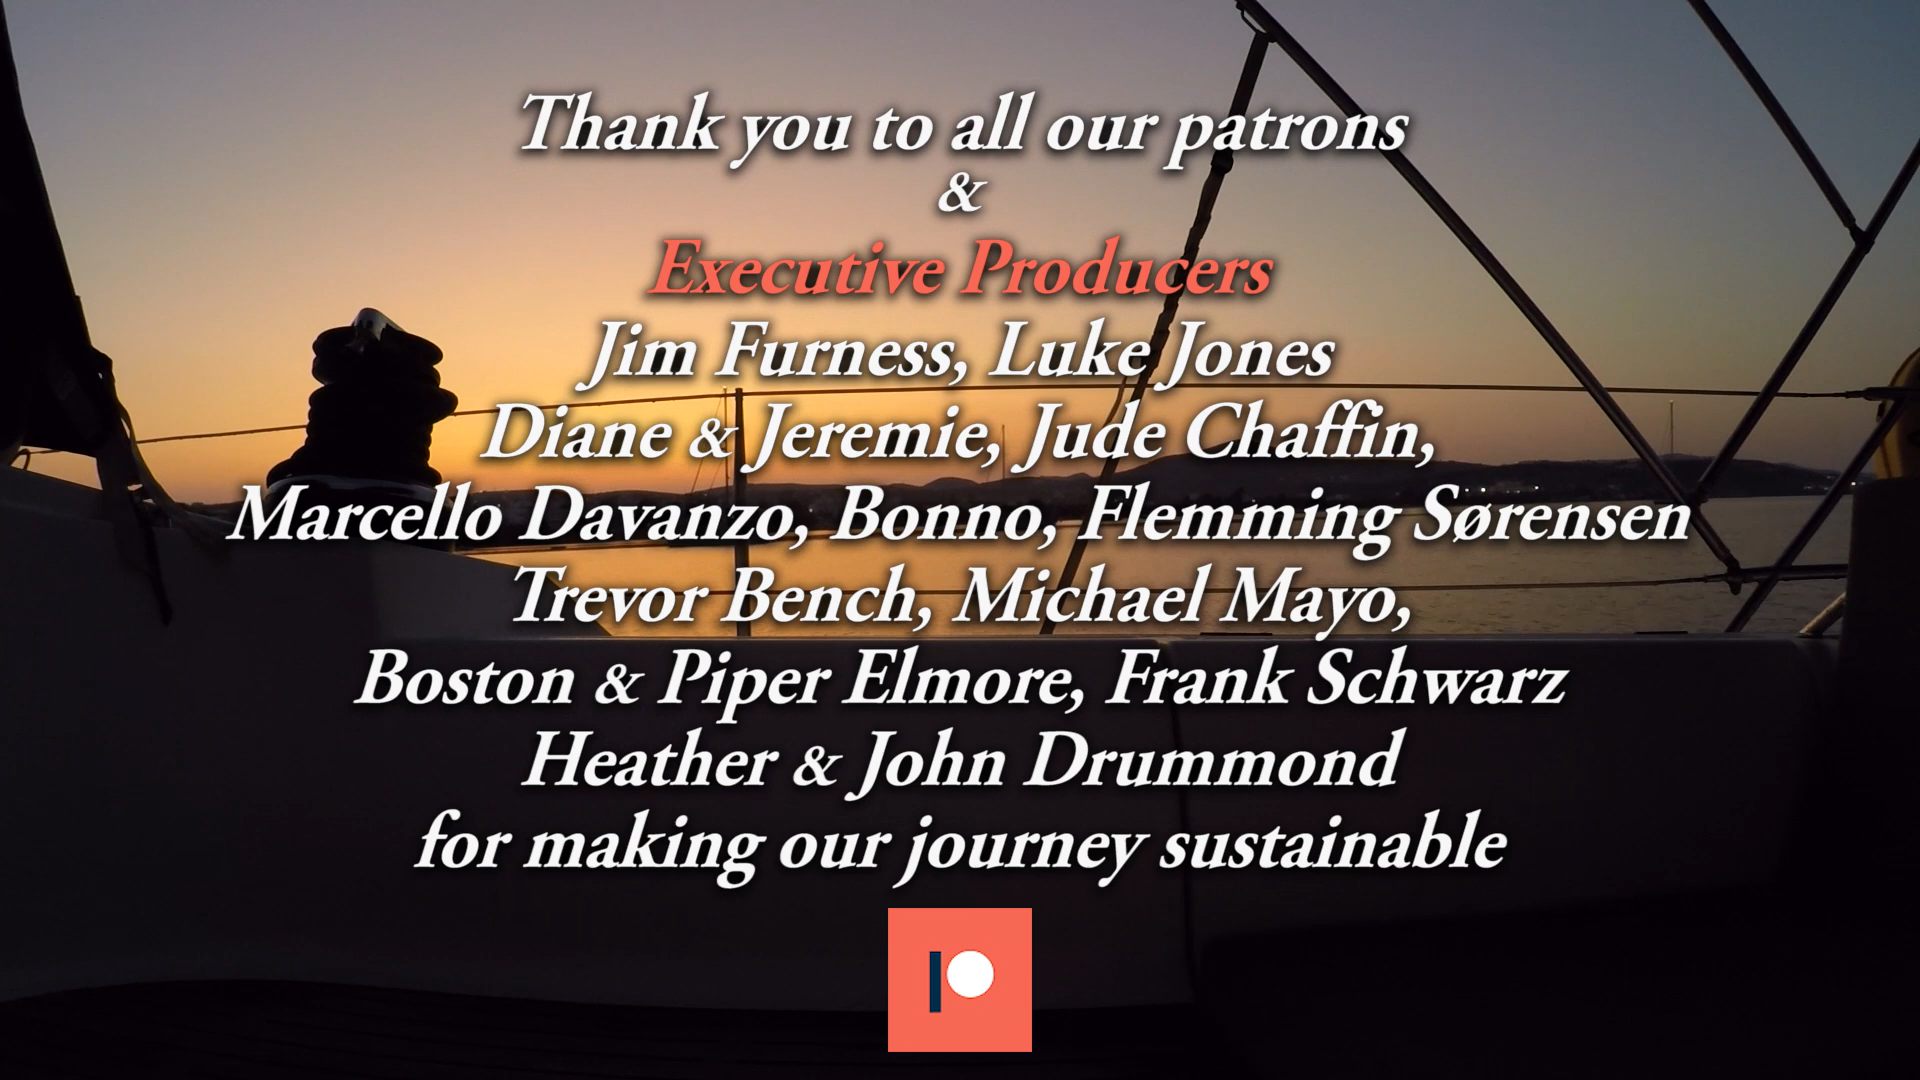 Thank you to all our patrons
&
Executive Producers
Jim Furness, Luke Jones
Diane & Jeremie, Jude Chaffin,
Marcello Davanzo, Bonno, Flemming Sørensen
Trevor Bench, Michael Mayo,
Boston & Piper Elmore, Frank Schwarz
Heather & John Drummond
for making our journey sustainable